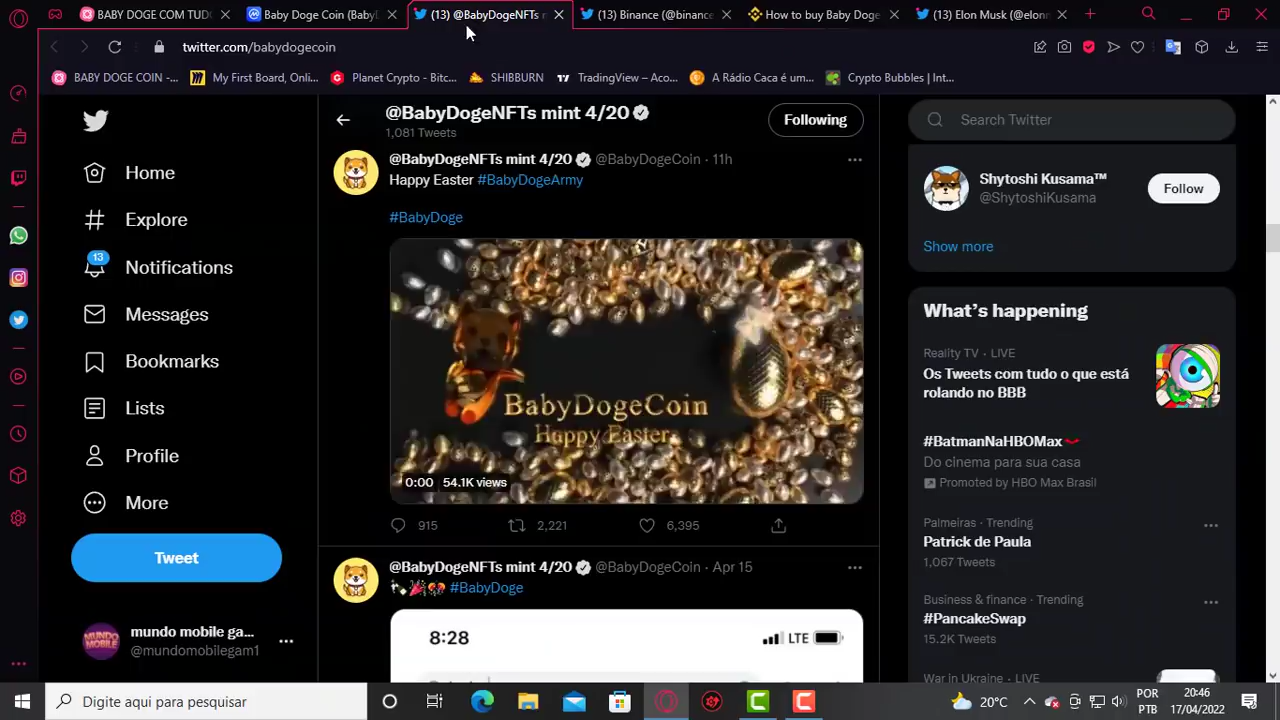 BABY DOGE COM TUDO
Baby Doge Coin (BabyD
(13) @BabyDogeNFTs m
(13) Binance (@binance
How to buy Baby Doge
(13) Elon Musk (@elonm
twitter.com/babydogecoin
BABY DOGE COIN -...
My First Board, Onli...
Planet Crypto - Bitc...
SHIBBURN
TradingView – Aco...
A Rádio Caca é um...
Crypto Bubbles | Int...
@BabyDogeNFTs mint 4/20
1,081 Tweets
Following
Search Twitter
Home
Explore
13
Notifications
Messages
Bookmarks
Lists
Profile
More
Tweet
mundo mobile ga...
@mundomobilegam1
MUNDO
MOBILE
@BabyDogeNFTs mint 4/20 @BabyDogeCoin · 11h
Happy Easter #BabyDogeArmy
#BabyDoge
BabyDogeCoin
Happy Easter
0:00 54.1K views
915 2,221 6,395
@BabyDogeNFTs mint 4/20 @BabyDogeCoin · Apr 15
#BabyDoge
8:28
LTE
Shytoshi Kusama™
@ShytoshiKusama
Follow
Show more
What's happening
Reality TV · LIVE
Os Tweets com tudo o que está
rolando no BBB
#BatmanNaHBOMax
Do cinema para sua casa
Promoted by HBO Max Brasil
Palmeiras · Trending
Patrick de Paula
1,067 Tweets
Business & finance · Trending
#PancakeSwap
15.2K Tweets
War in Ukraine · LIVE
Digite aqui para pesquisar
20°C
POR
PTB
20:46
17/04/2022